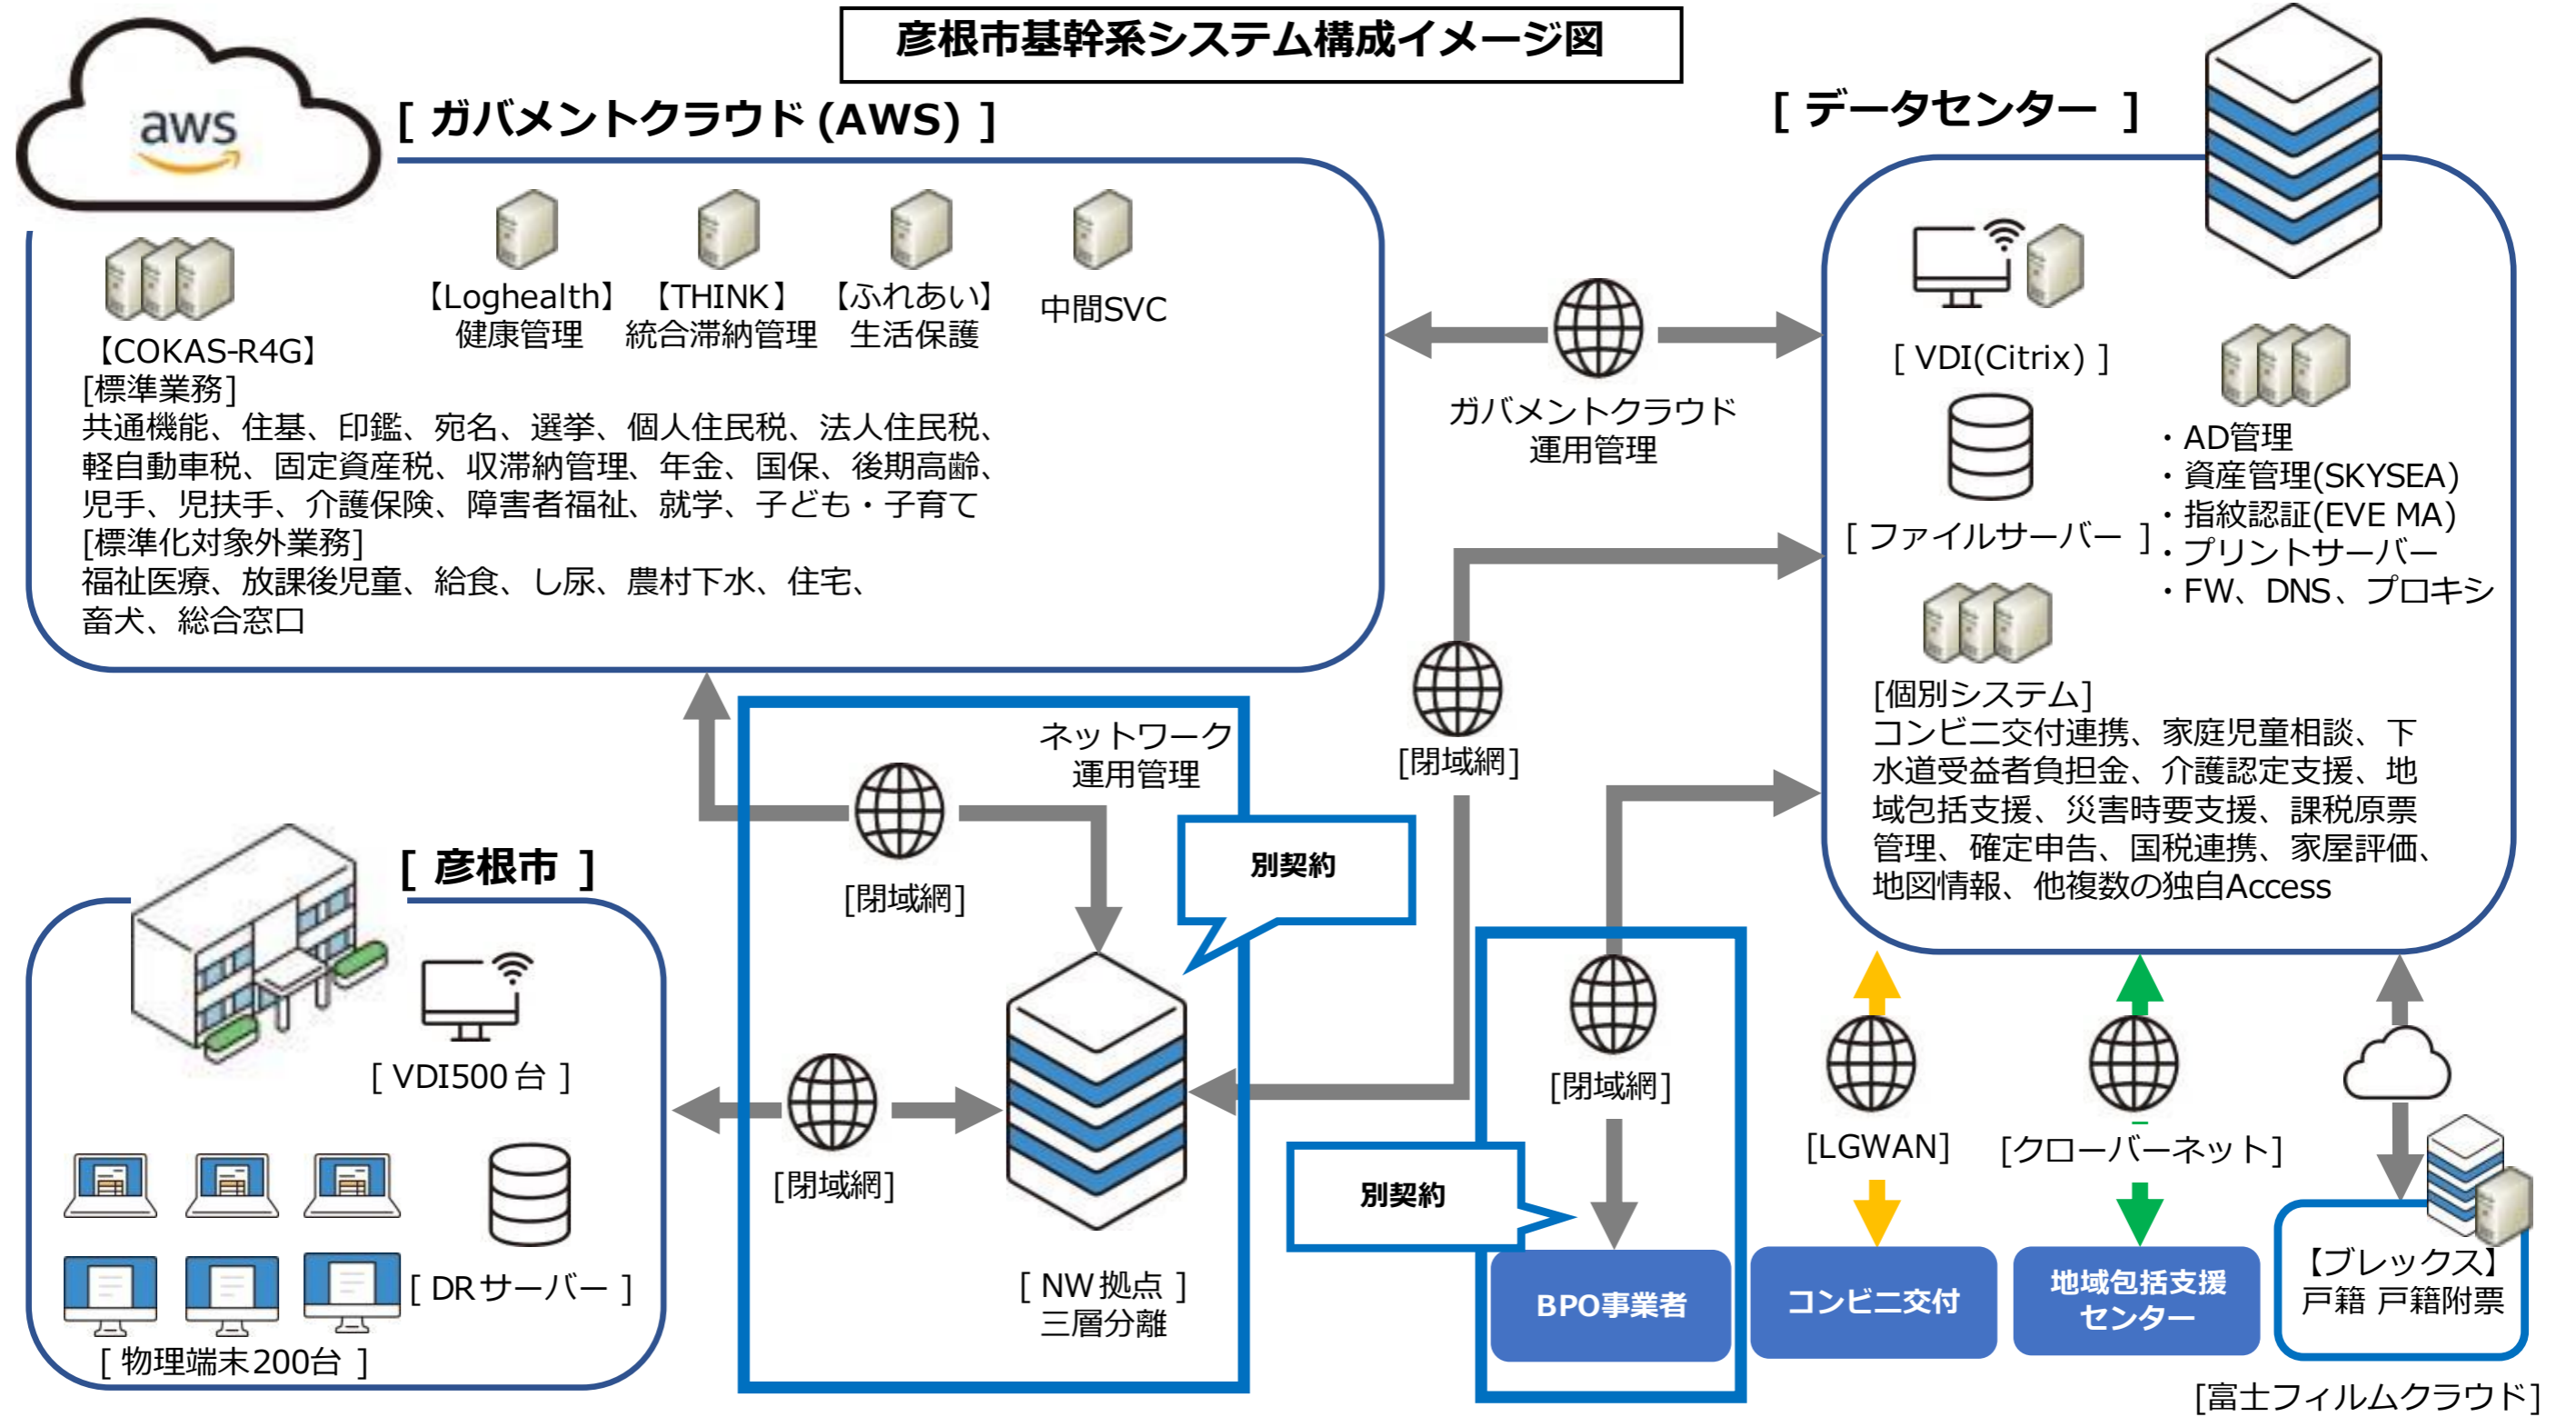 彦根市基幹系システム構成イメージ図
aws
[ ガバメントクラウド (AWS) ]
【COKAS-R4G】
[標準業務]
共通機能、住基、印鑑、宛名、選挙、個人住民税、法人住民税、
軽自動車税、固定資産税、収滞納管理、年金、国保、後期高齢、
児手、児扶手、介護保険、障害者福祉、就学、子ども・子育て
[標準化対象外業務]
福祉医療、放課後児童、給食、し尿、農村下水、住宅、
畜犬、総合窓口
【Loghealth】
健康管理
【THINK】
統合滞納管理
【ふれあい】
生活保護
中間SVC
ガバメントクラウド
運用管理
[ データセンター ]
[ VDI(Citrix) ]
[ ファイルサーバー ]
・AD管理
・資産管理(SKYSEA)
・指紋認証(EVE MA)
・プリントサーバー
・FW、DNS、プロキシ
[個別システム]
コンビニ交付連携、家庭児童相談、下
水道受益者負担金、介護認定支援、地
域包括支援、災害時要支援、課税原票
管理、確定申告、国税連携、家屋評価、
地図情報、他複数の独自Access
[閉域網]
ネットワーク
運用管理
[閉域網]
別契約
[ 彦根市 ]
[ VDI500台 ]
[ DRサーバー ]
[ 物理端末200台 ]
[閉域網]
[ NW拠点 ]
三層分離
[閉域網]
別契約
BPO事業者
[LGWAN]
コンビニ交付
[クローバーネット]
地域包括支援
センター
【ブレックス】
戸籍 戸籍附票
[富士フィルムクラウド]